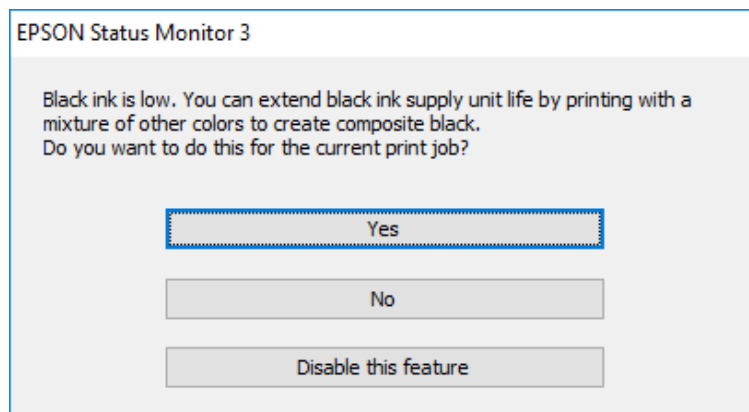 EPSON Status Monitor 3
Black ink is low. You can extend black ink supply unit life by printing with a
mixture of other colors to create composite black.
Do you want to do this for the current print job?
Yes
No
Disable this feature